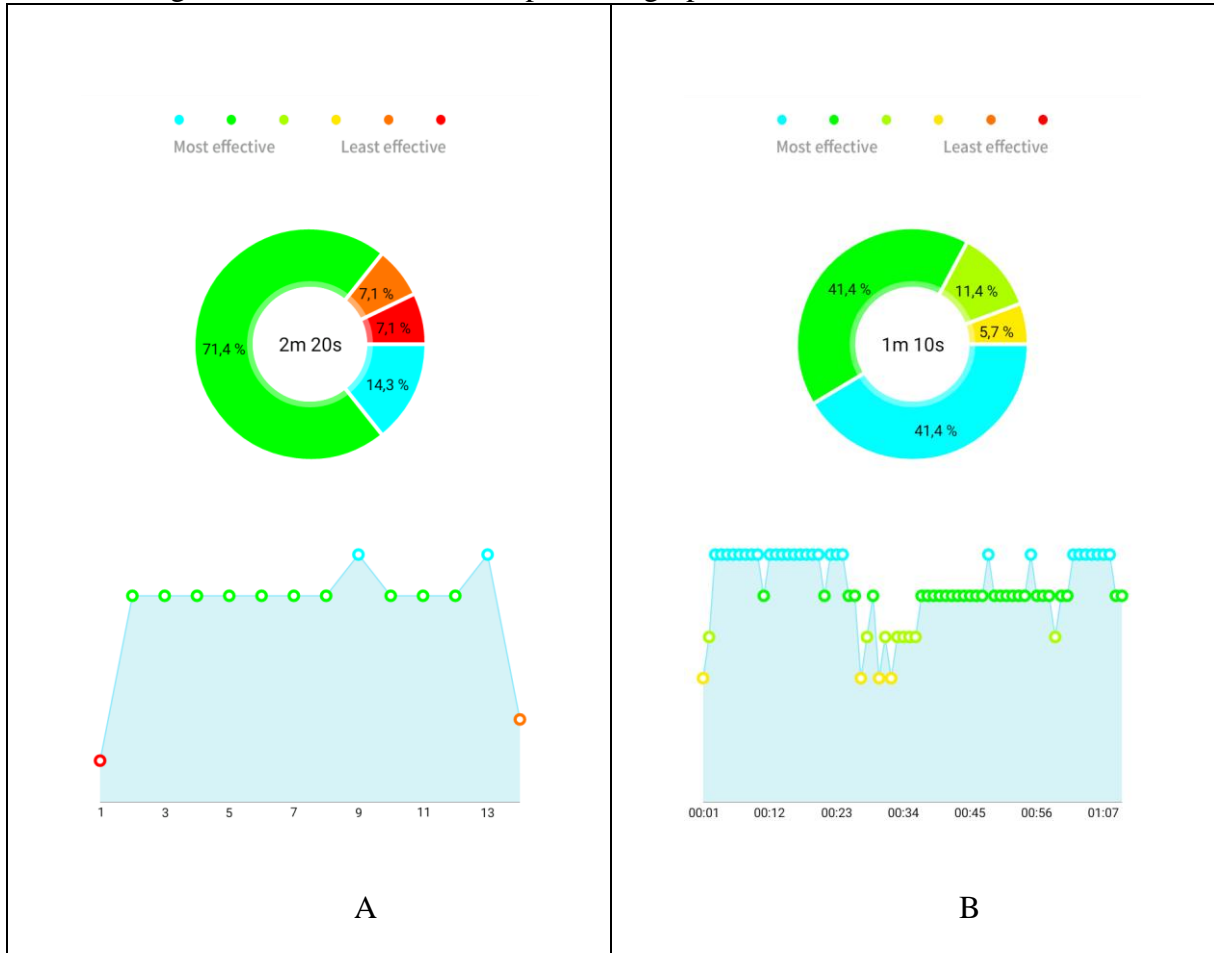 Most effective Least effective
7,1 %
7,1 %
71,4 %
2m 20s
14,3 %
1 3 5 7 9 11 13
A
Most effective Least effective
41,4 %
11,4 %
5,7 %
1m 10s
41,4 %
00:01 00:12 00:23 00:34 00:45 00:56 01:07
B